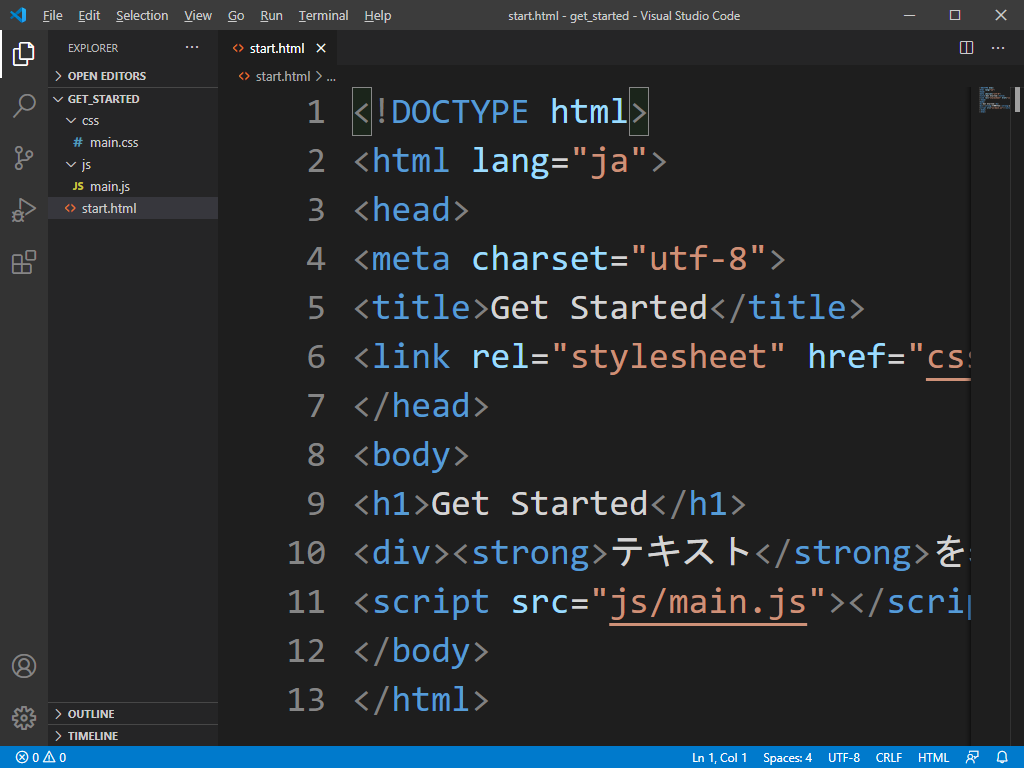 File Edit Selection View Go Run Terminal Help start.html - get_started - Visual Studio Code
EXPLORER
OPEN EDITORS
GET_STARTED
css
# main.css
js
JS main.js
<> start.html
OUTLINE
TIMELINE
<> start.html
<> start.html > ...
1 <!DOCTYPE html>
2 <html lang="ja">
3 <head>
4 <meta charset="utf-8">
5 <title>Get Started</title>
6 <link rel="stylesheet" href="css
7 </head>
8 <body>
9 <h1>Get Started</h1>
10 <div><strong>テキスト</strong>を
11 <script src="js/main.js"></scrip
12 </body>
13 </html>
0 0 Ln 1, Col 1 Spaces: 4 UTF-8 CRLF HTML